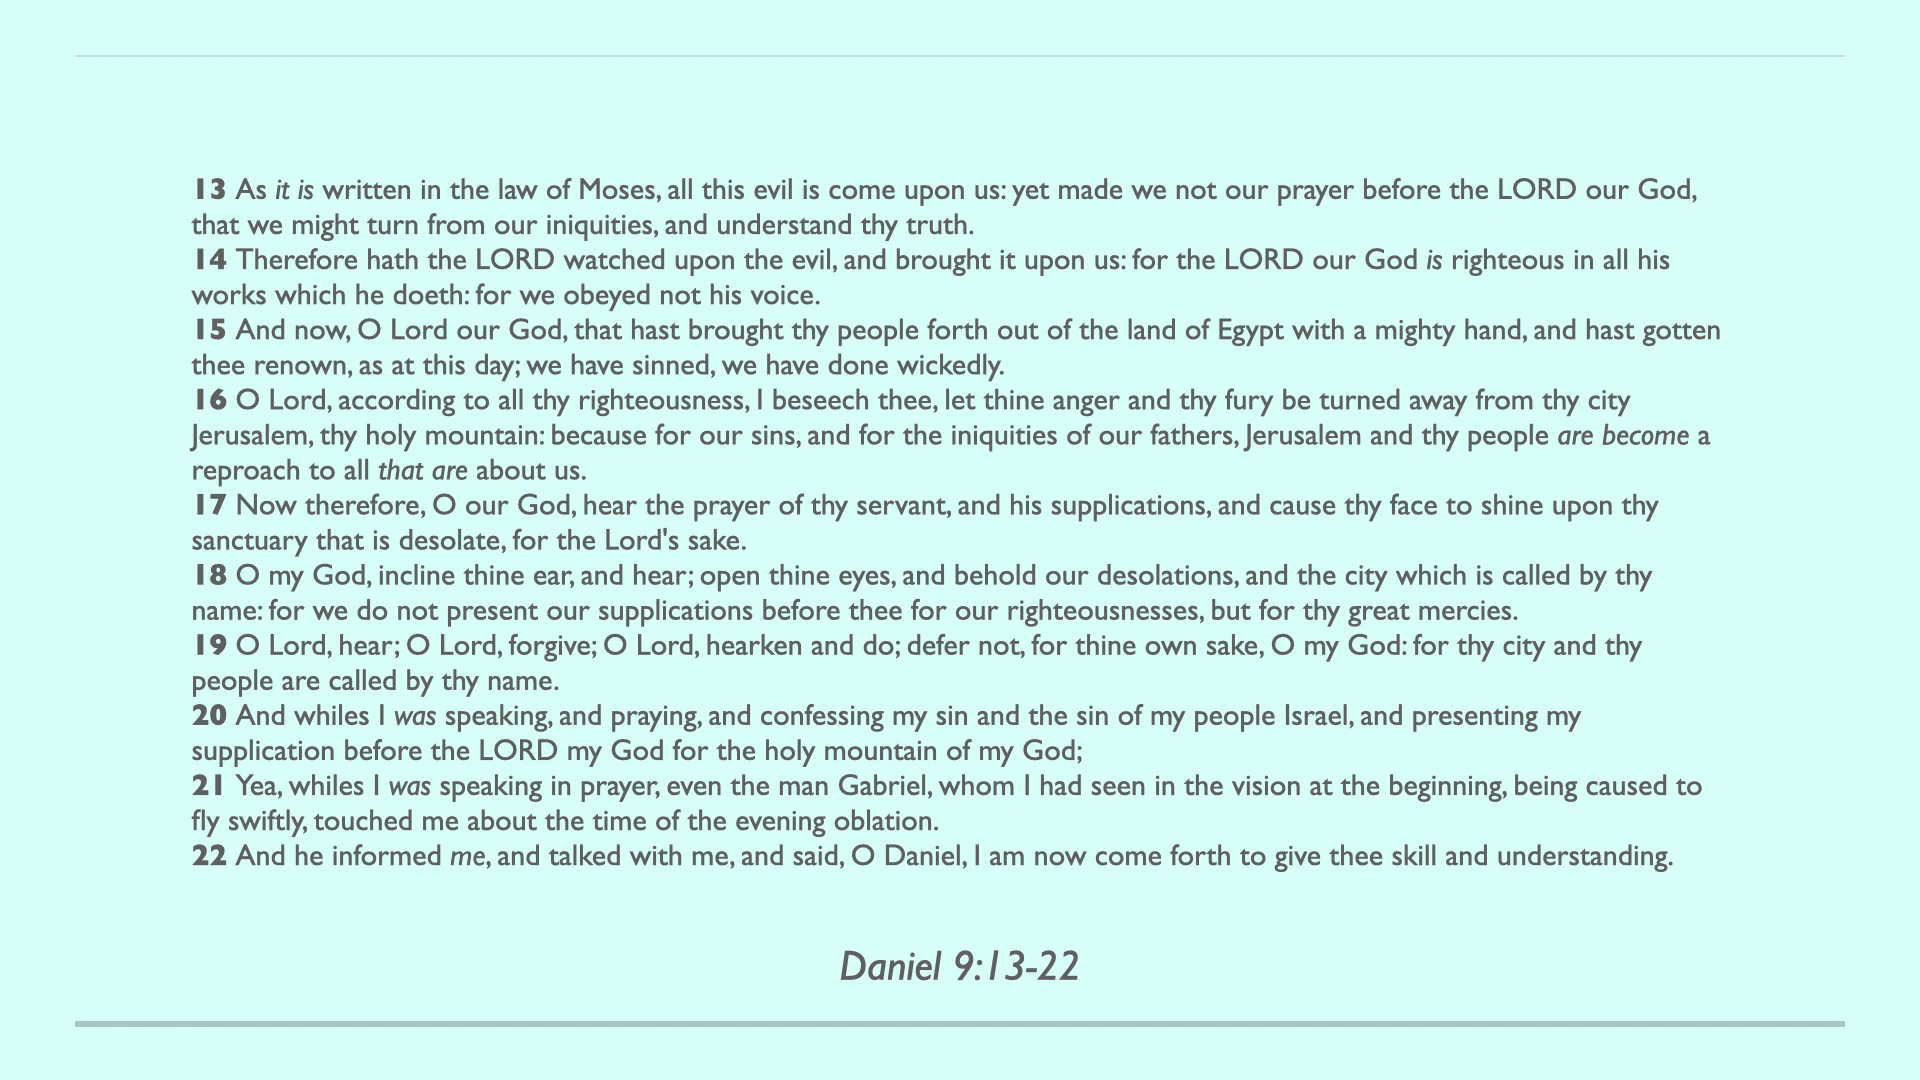 13 As it is written in the law of Moses, all this evil is come upon us: yet made we not our prayer before the LORD our God,
that we might turn from our iniquities, and understand thy truth.
14 Therefore hath the LORD watched upon the evil, and brought it upon us: for the LORD our God is righteous in all his
works which he doeth: for we obeyed not his voice.
15 And now, O Lord our God, that hast brought thy people forth out of the land of Egypt with a mighty hand, and hast gotten
thee renown, as at this day; we have sinned, we have done wickedly.
16 O Lord, according to all thy righteousness, I beseech thee, let thine anger and thy fury be turned away from thy city
Jerusalem, thy holy mountain: because for our sins, and for the iniquities of our fathers, Jerusalem and thy people are become a
reproach to all that are about us.
17 Now therefore, O our God, hear the prayer of thy servant, and his supplications, and cause thy face to shine upon thy
sanctuary that is desolate, for the Lord's sake.
18 O my God, incline thine ear, and hear; open thine eyes, and behold our desolations, and the city which is called by thy
name: for we do not present our supplications before thee for our righteousnesses, but for thy great mercies.
19 O Lord, hear; O Lord, forgive; O Lord, hearken and do; defer not, for thine own sake, O my God: for thy city and thy
people are called by thy name.
20 And whiles I was speaking, and praying, and confessing my sin and the sin of my people Israel, and presenting my
supplication before the LORD my God for the holy mountain of my God;
21 Yea, whiles I was speaking in prayer, even the man Gabriel, whom I had seen in the vision at the beginning, being caused to
fly swiftly, touched me about the time of the evening oblation.
22 And he informed me, and talked with me, and said, O Daniel, I am now come forth to give thee skill and understanding.
Daniel 9:13-22